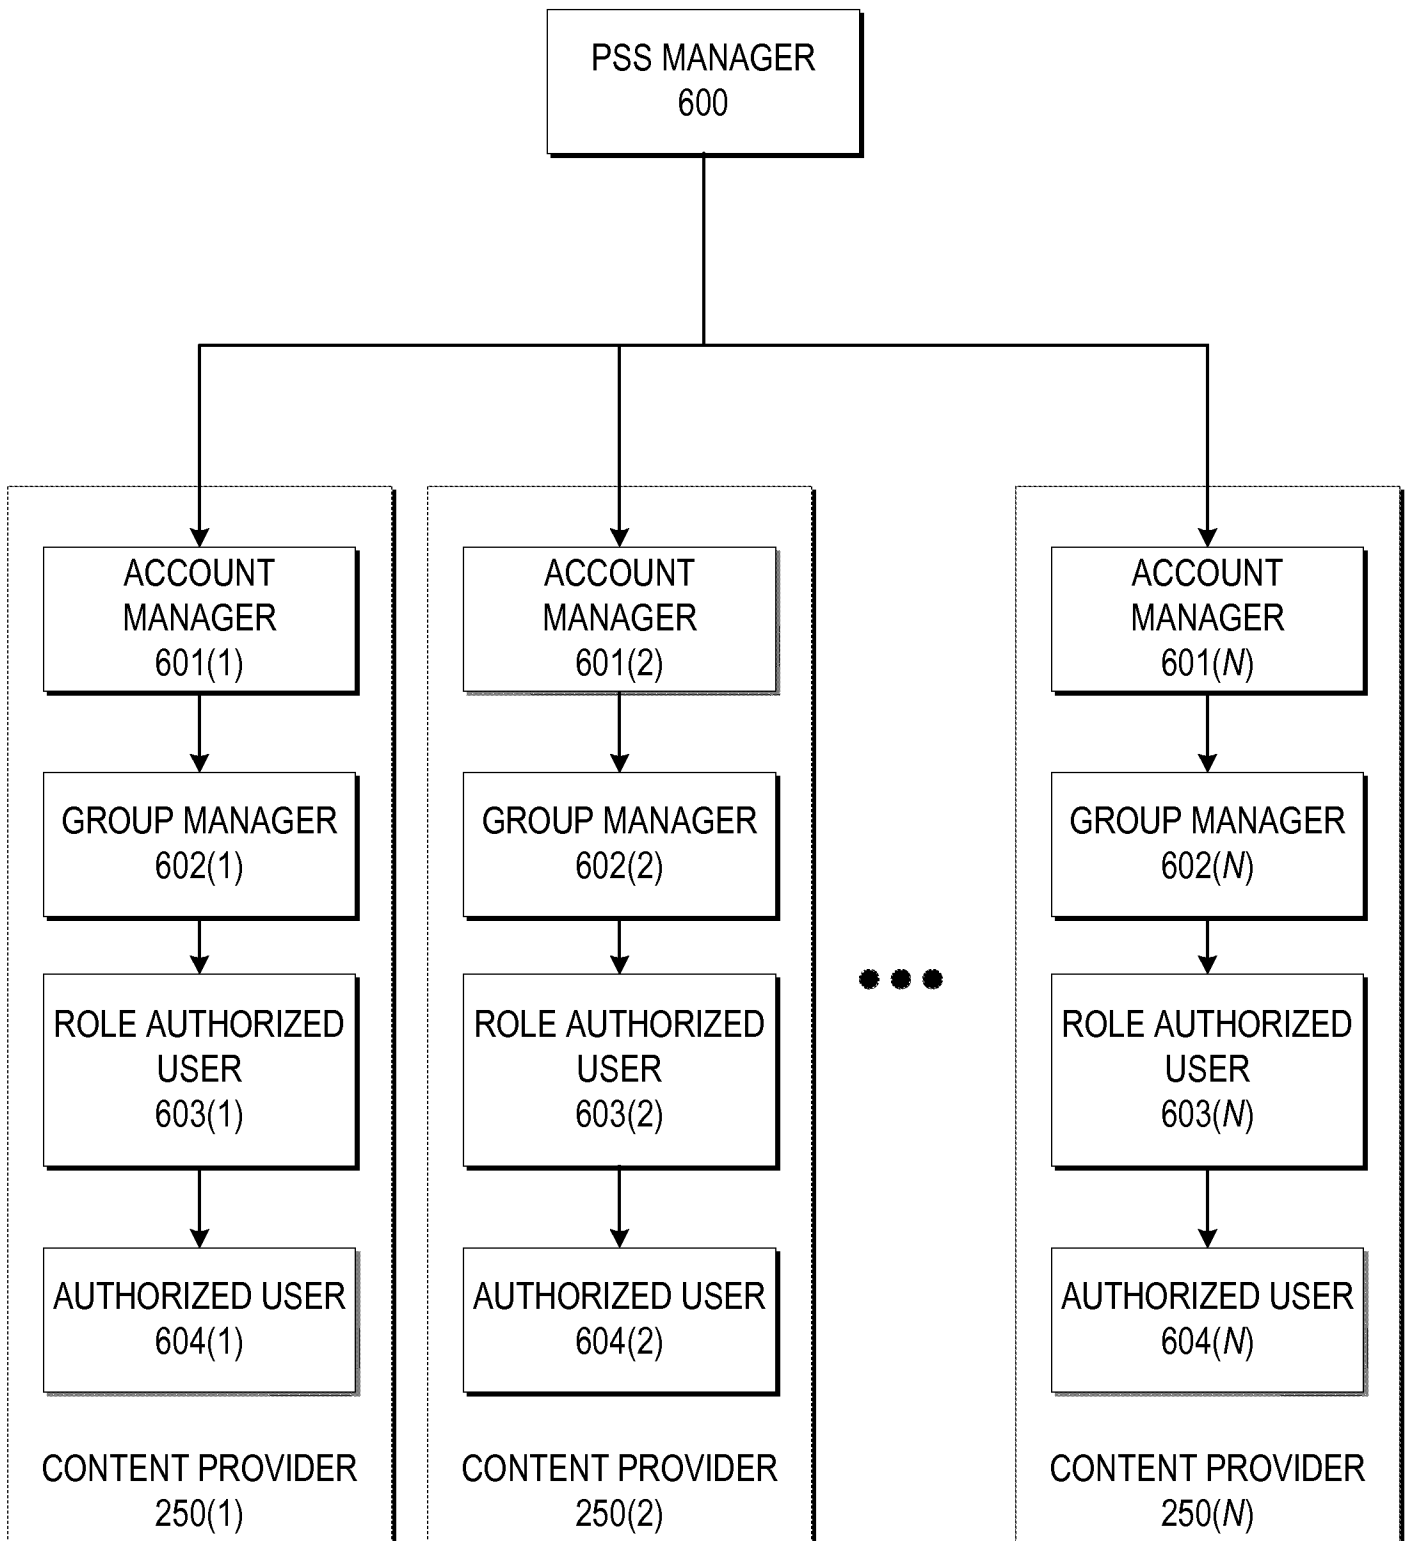 PSS MANAGER
600
ACCOUNT
MANAGER
601(1)
GROUP MANAGER
602(1)
ROLE AUTHORIZED
USER
603(1)
AUTHORIZED USER
604(1)
CONTENT PROVIDER
250(1)
ACCOUNT
MANAGER
601(2)
GROUP MANAGER
602(2)
ROLE AUTHORIZED
USER
603(2)
AUTHORIZED USER
604(2)
CONTENT PROVIDER
250(2)
ACCOUNT
MANAGER
601(N)
GROUP MANAGER
602(N)
ROLE AUTHORIZED
USER
603(N)
AUTHORIZED USER
604(N)
CONTENT PROVIDER
250(N)